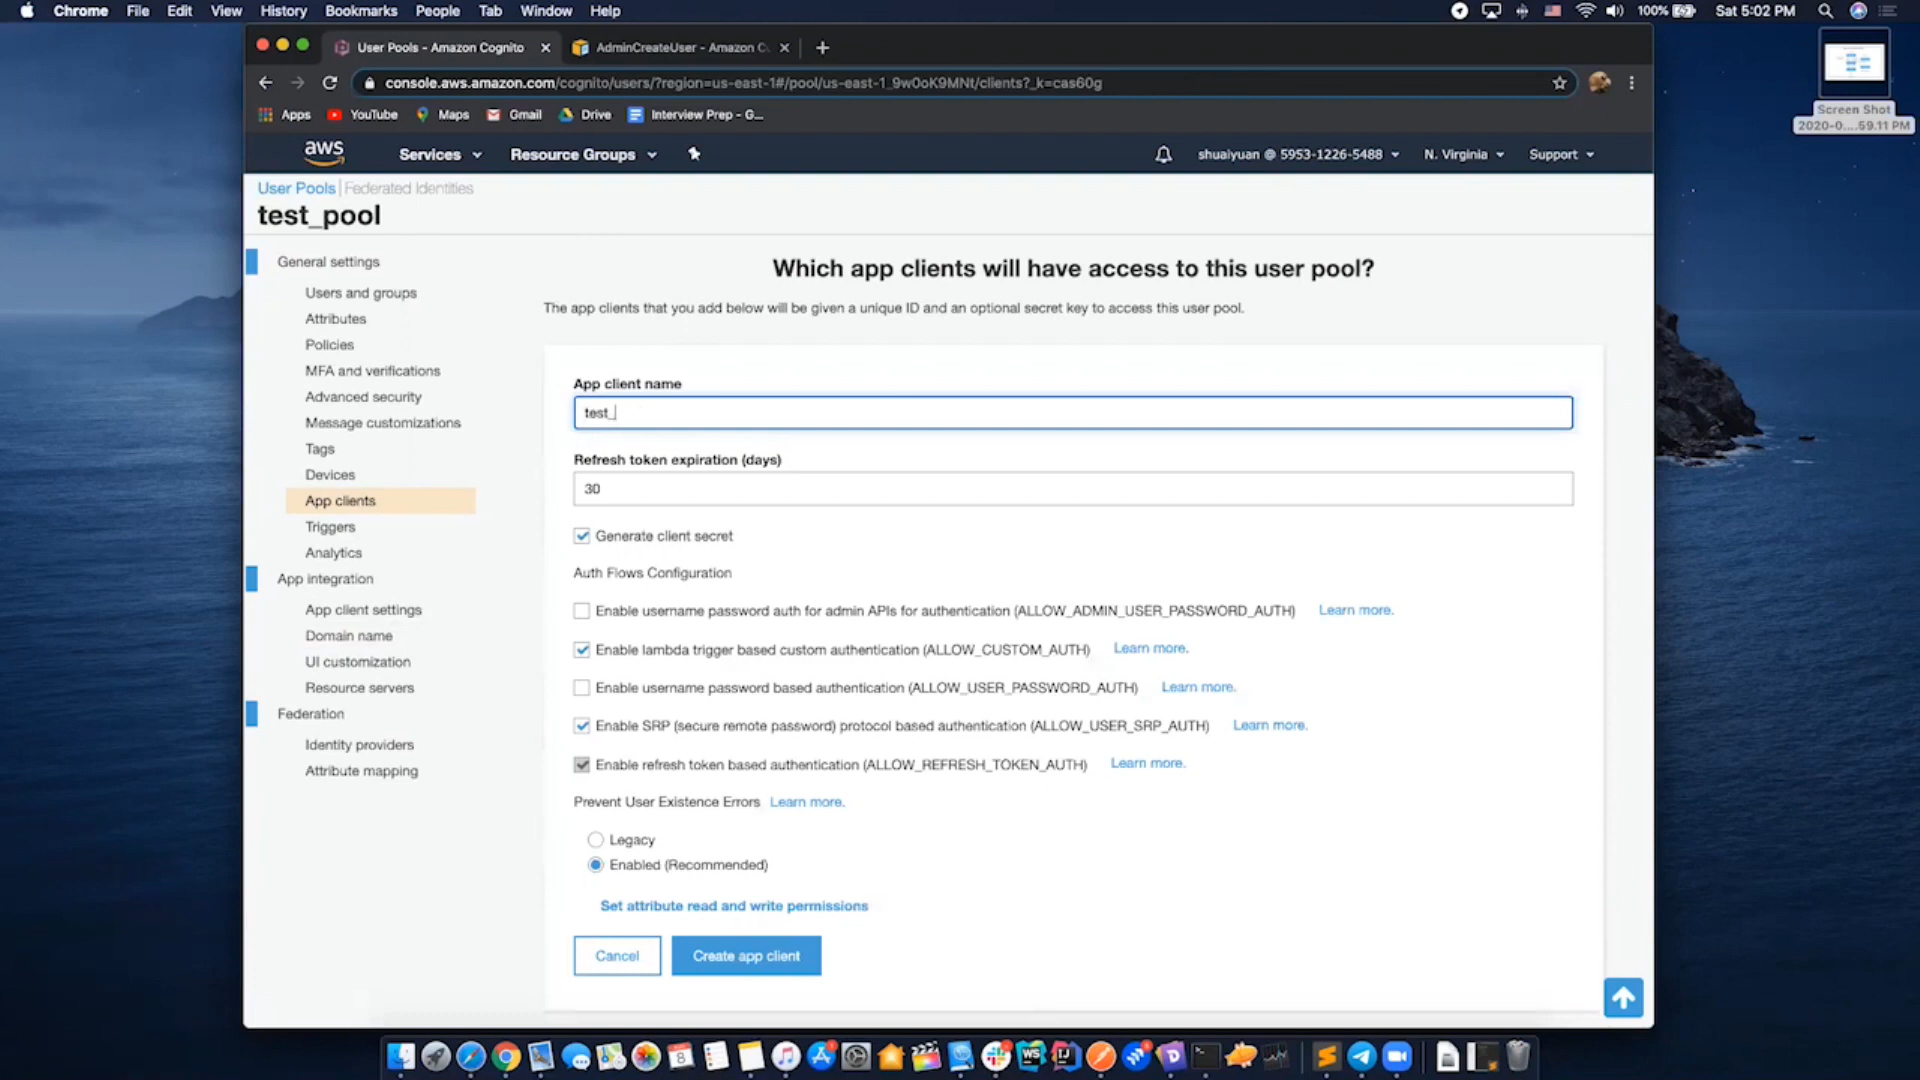 Chrome File Edit View History Bookmarks People Tab Window Help
100% Sat 5:02 PM
User Pools - Amazon Cognito
AdminCreateUser - Amazon C
console.aws.amazon.com/cognito/users/?region=us-east-1#/pool/us-east-1_9w0oK9MNt/clients?_k=cas60g
Apps YouTube Maps Gmail Drive Interview Prep - G...
Screen Shot
2020-0....59.11 PM
aws Services Resource Groups shuaiyuan @ 5953-1226-5488 N. Virginia Support
User Pools | Federated Identities
test_pool
General settings
Users and groups
Attributes
Policies
MFA and verifications
Advanced security
Message customizations
Tags
Devices
App clients
Triggers
Analytics
App integration
App client settings
Domain name
UI customization
Resource servers
Federation
Identity providers
Attribute mapping
Which app clients will have access to this user pool?
The app clients that you add below will be given a unique ID and an optional secret key to access this user pool.
App client name
test_
Refresh token expiration (days)
30
Generate client secret
Auth Flows Configuration
Enable username password auth for admin APIs for authentication (ALLOW_ADMIN_USER_PASSWORD_AUTH) Learn more.
Enable lambda trigger based custom authentication (ALLOW_CUSTOM_AUTH) Learn more.
Enable username password based authentication (ALLOW_USER_PASSWORD_AUTH) Learn more.
Enable SRP (secure remote password) protocol based authentication (ALLOW_USER_SRP_AUTH) Learn more.
Enable refresh token based authentication (ALLOW_REFRESH_TOKEN_AUTH) Learn more.
Prevent User Existence Errors Learn more.
Legacy
Enabled (Recommended)
Set attribute read and write permissions
Cancel Create app client
8
WS
IJ
D